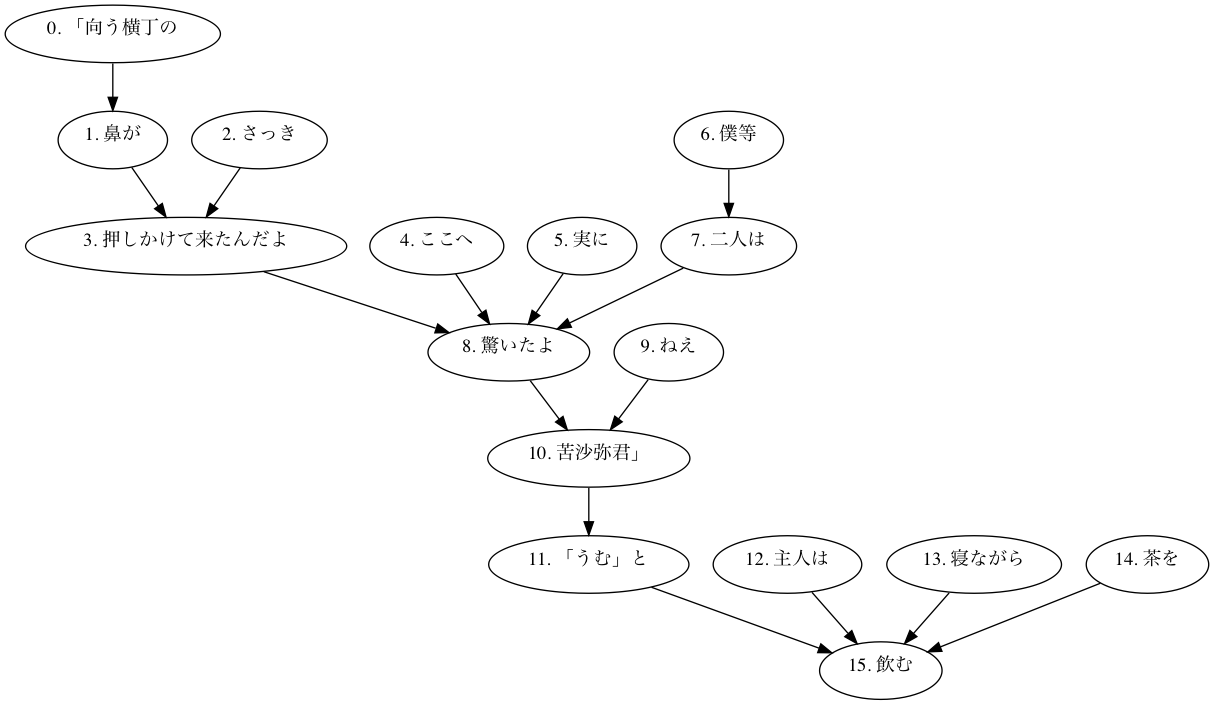 0. 「向う横丁の
1. 鼻が
2. さっき
3. 押しかけて来たんだよ
4. ここへ
5. 実に
6. 僕等
7. 二人は
8. 驚いたよ
9. ねえ
10. 苦沙弥君」
11. 「うむ」と
12. 主人は
13. 寝ながら
14. 茶を
15. 飲む